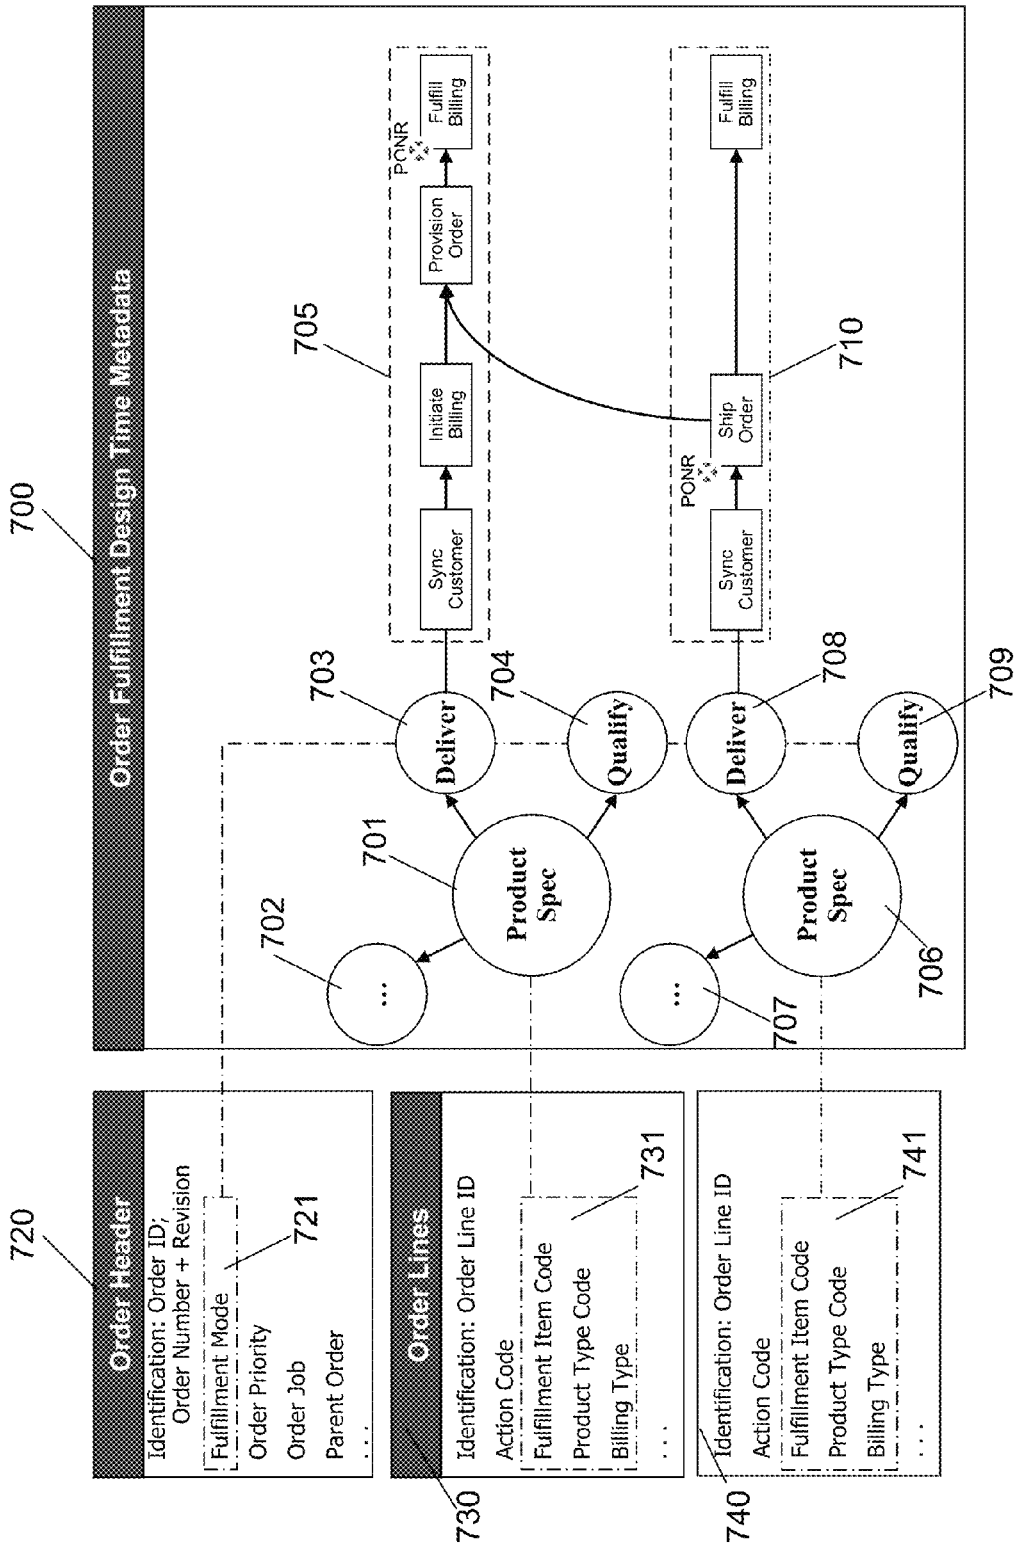 700
Order Fulfillment Design Time Metadata
705
Sync
Customer
Initiate
Billing
Provision
Order
PONR
Fulfill
Billing
710
Sync
Customer
PONR
Ship
Order
Fulfill
Billing
701
Product
Spec
702
...
703
Deliver
704
Qualify
706
Product
Spec
707
...
708
Deliver
709
Qualify
720
Order Header
Identification: Order ID;
Order Number + Revision
Fulfillment Mode
721
Order Priority
Order Job
Parent Order
...
730
Order Lines
Identification: Order Line ID
Action Code
Fulfillment Item Code
Product Type Code
Billing Type
731
...
740
Identification: Order Line ID
Action Code
Fulfillment Item Code
Product Type Code
Billing Type
741
...